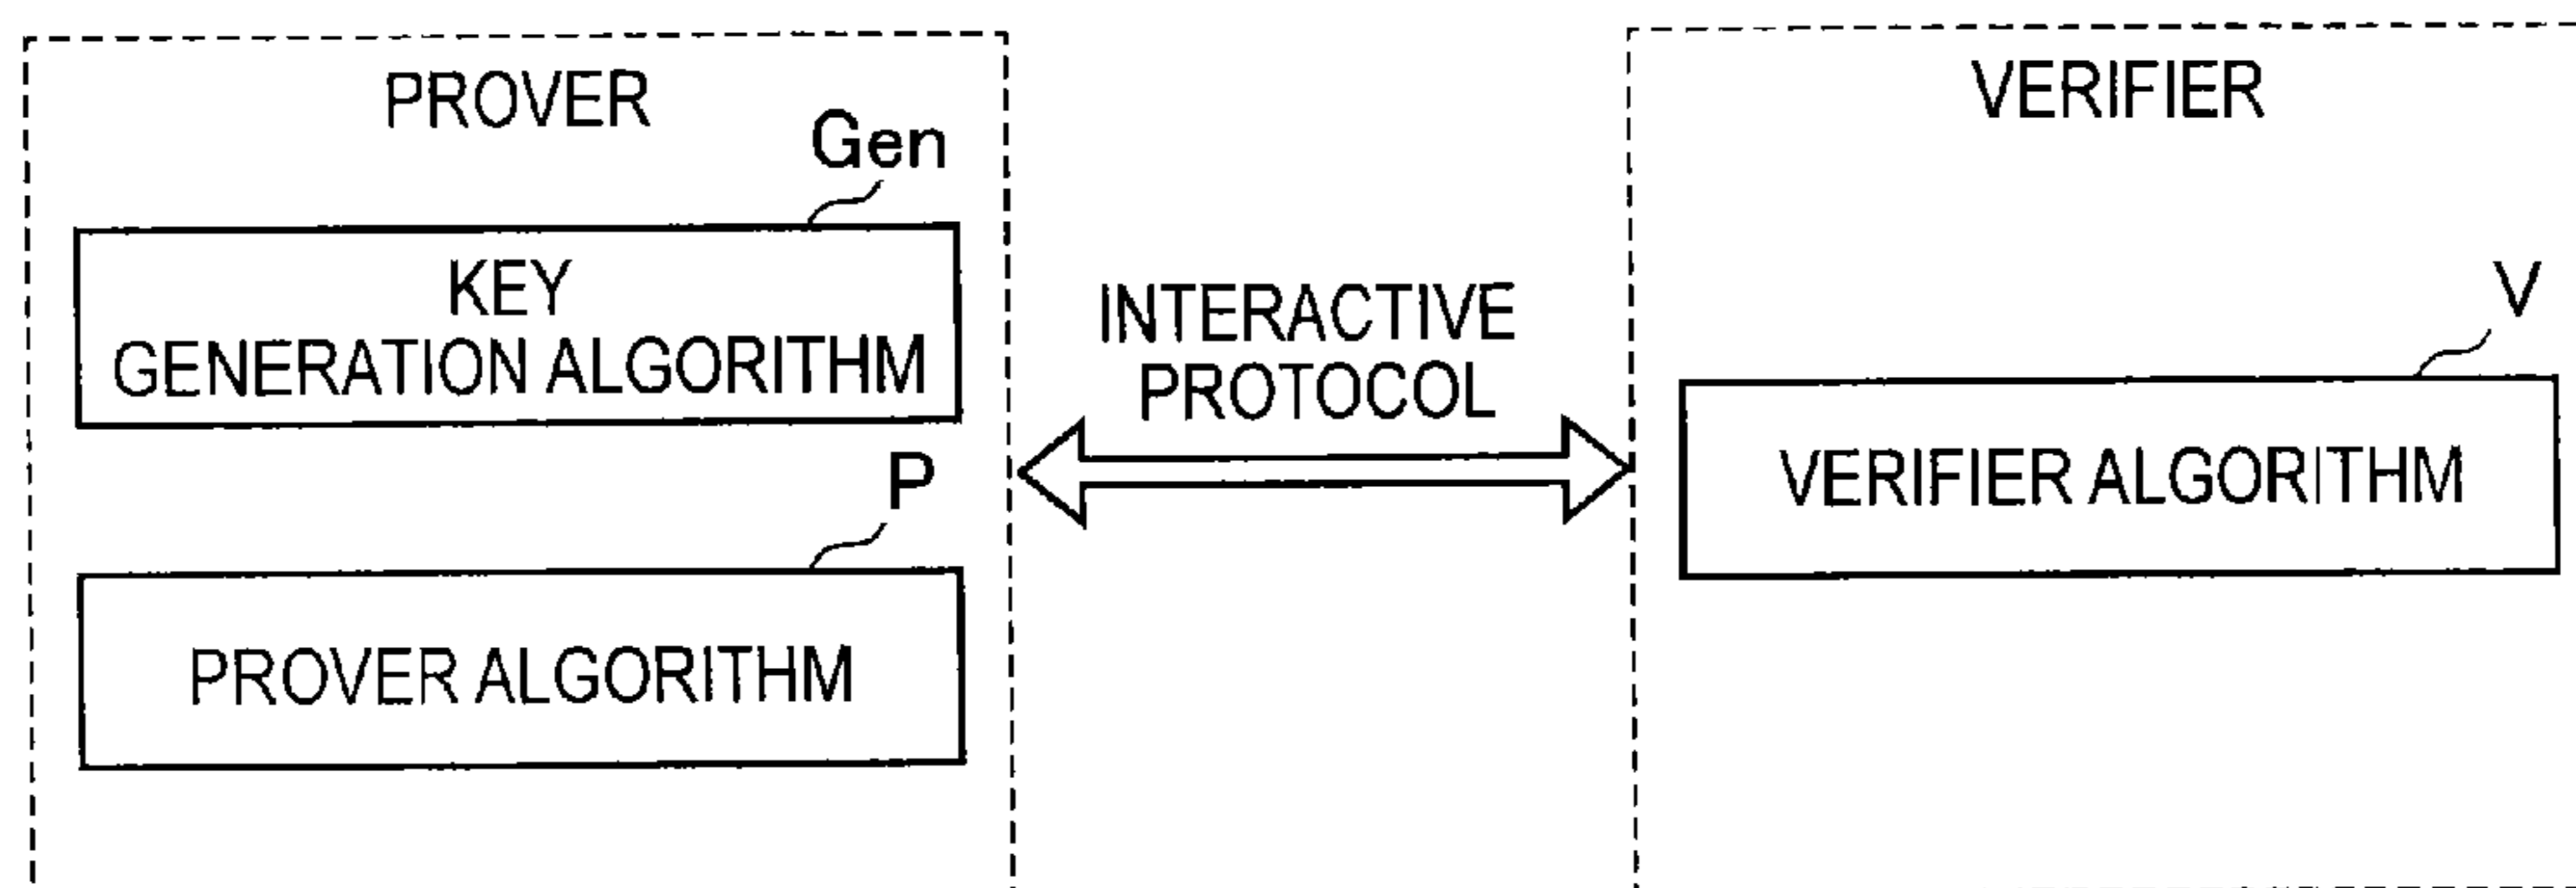 PROVER
Gen
KEY
GENERATION ALGORITHM
P
PROVER ALGORITHM
INTERACTIVE
PROTOCOL
VERIFIER
V
VERIFIER ALGORITHM